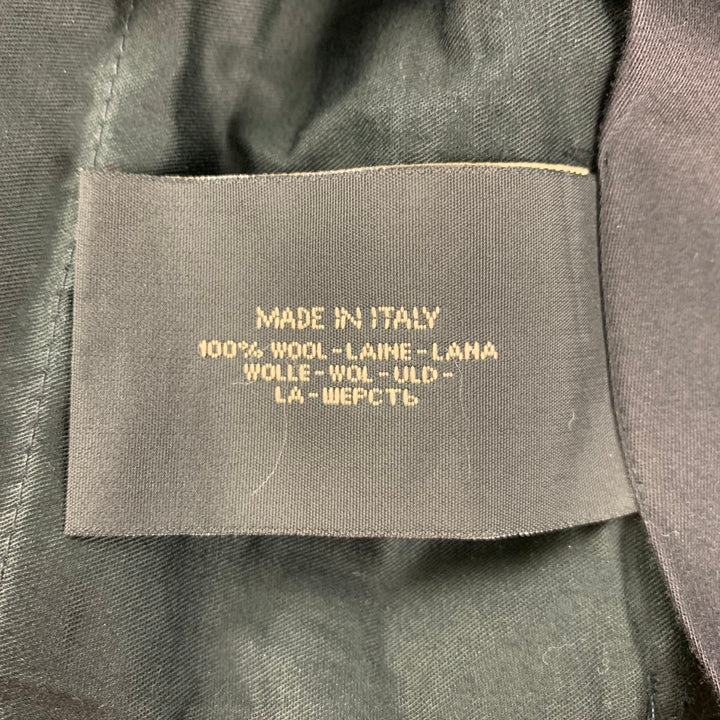 MADE IN ITALY
100% WOOL-LAINE-LANA
WOLLE-WOL-ULD-
LA-ШЕРСТЬ